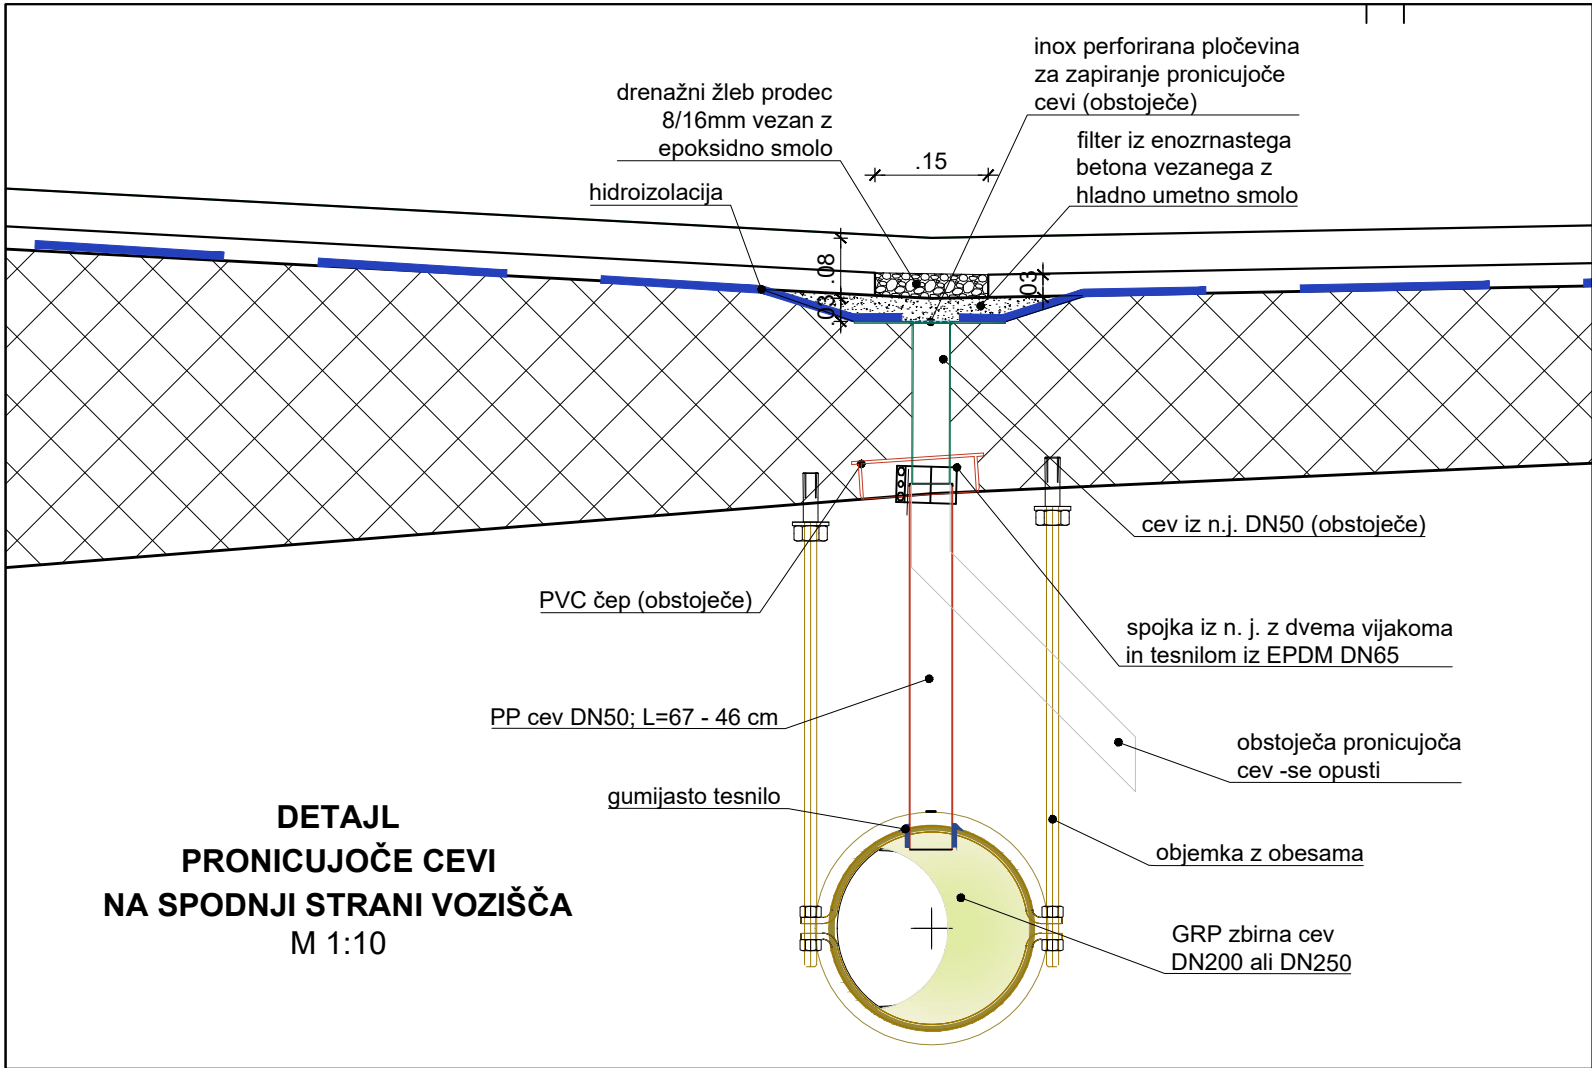 inox perforirana pločevina
za zapiranje pronicujoče
cevi (obstoječe)
drenažni žleb prodec
8/16mm vezan z
epoksidno smolo
filter iz enozrnastega
betona vezanega z
hladno umetno smolo
.15
hidroizolacija
.08
.03
.03
cev iz n.j. DN50 (obstoječe)
PVC čep (obstoječe)
spojka iz n. j. z dvema vijakoma
in tesnilom iz EPDM DN65
PP cev DN50; L=67 - 46 cm
obstoječa pronicujoča
cev -se opusti
gumijasto tesnilo
objemka z obesama
GRP zbirna cev
DN200 ali DN250
DETAJL
PRONICUJOČE CEVI
NA SPODNJI STRANI VOZIŠČA
M 1:10